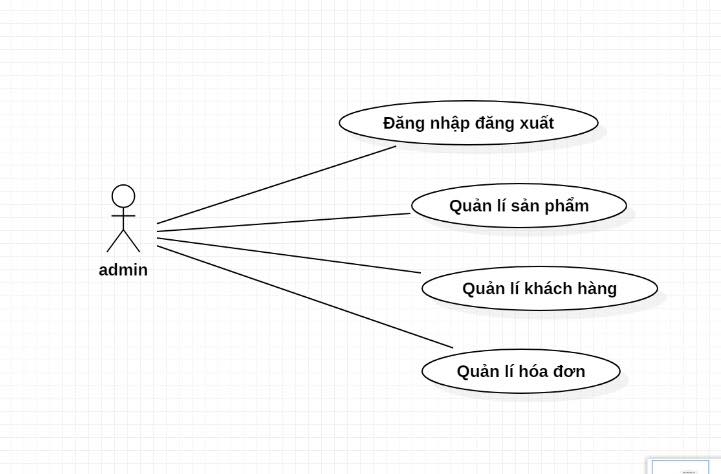 Đăng nhập đăng xuất
Quản lí sản phẩm
admin
Quản lí khách hàng
Quản lí hóa đơn